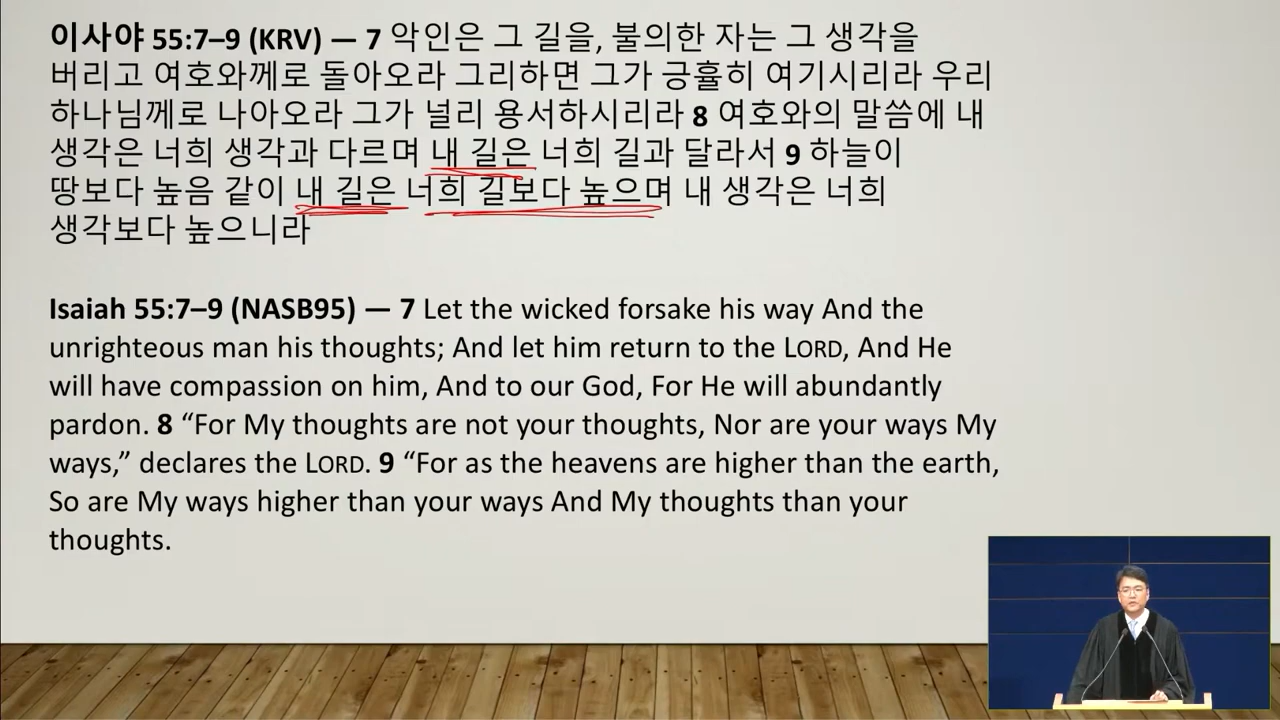 이사야 55:7–9 (KRV) — 7 악인은 그 길을, 불의한 자는 그 생각을
버리고 여호와께로 돌아오라 그리하면 그가 긍휼히 여기시리라 우리
하나님께로 나아오라 그가 널리 용서하시리라 8 여호와의 말씀에 내
생각은 너희 생각과 다르며 내 길은 너희 길과 달라서 9 하늘이
땅보다 높음 같이 내 길은 너희 길보다 높으며 내 생각은 너희
생각보다 높으니라
Isaiah 55:7–9 (NASB95) — 7 Let the wicked forsake his way And the
unrighteous man his thoughts; And let him return to the LORD, And He
will have compassion on him, And to our God, For He will abundantly
pardon. 8 “For My thoughts are not your thoughts, Nor are your ways My
ways,” declares the LORD. 9 “For as the heavens are higher than the earth,
So are My ways higher than your ways And My thoughts than your
thoughts.